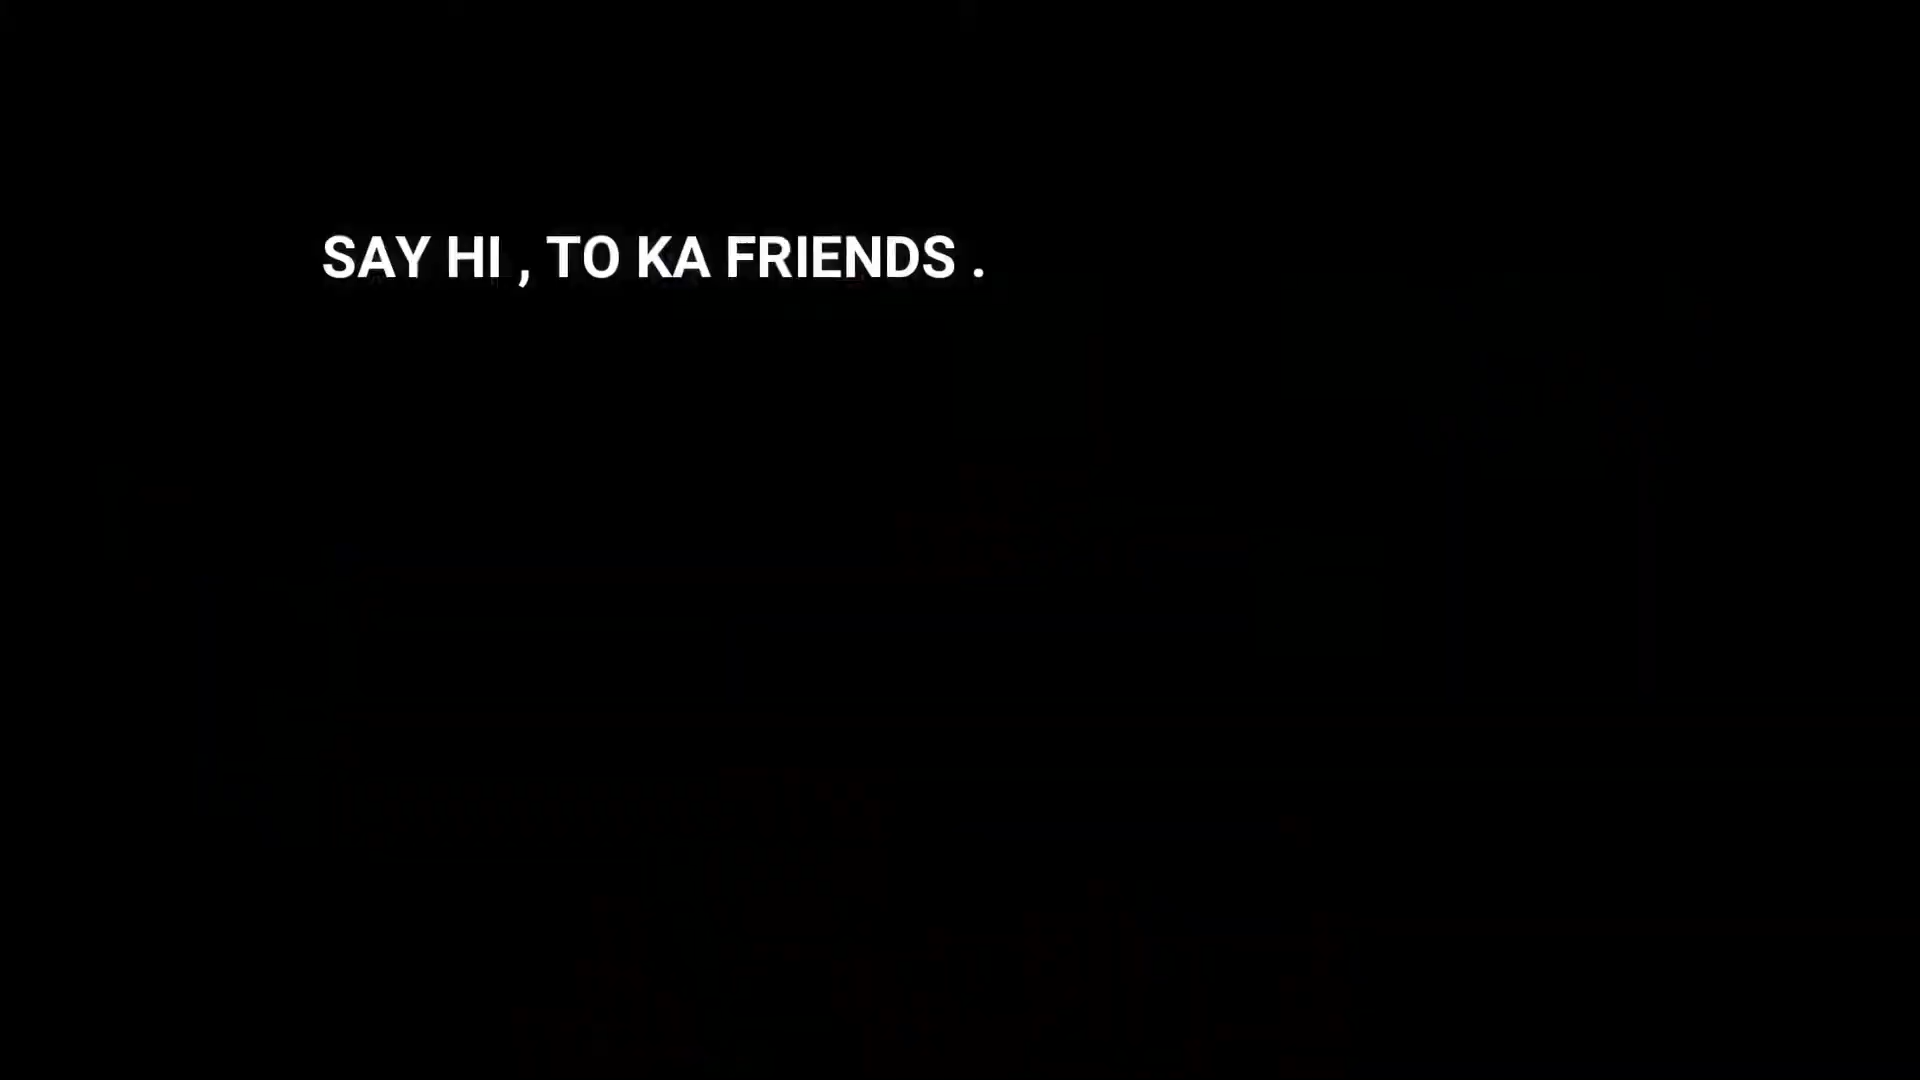 SAY HI , TO KA FRIENDS .